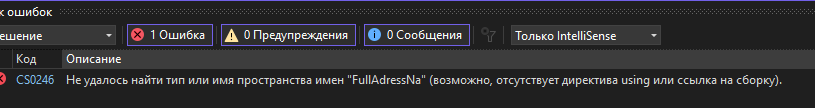 к ошибок
ешение
1 Ошибка
0 Предупреждения
0 Сообщения
Только IntelliSense
Код
Описание
CS0246
Не удалось найти тип или имя пространства имен "FullAdressNa" (возможно, отсутствует директива using или ссылка на сборку).